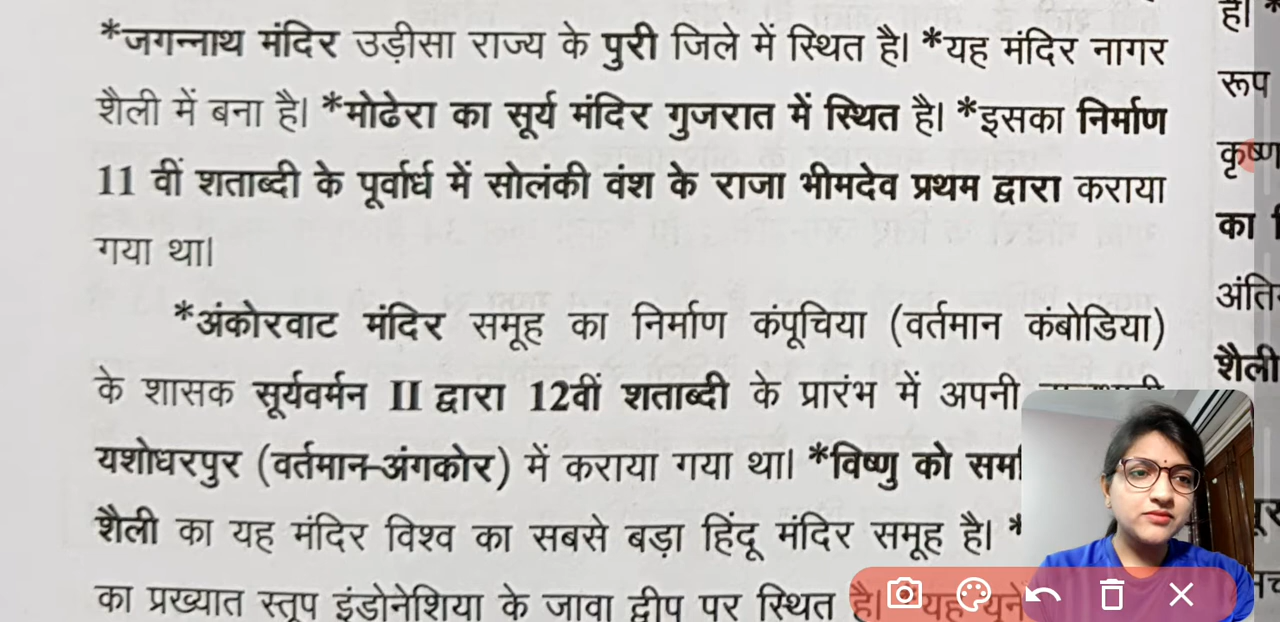 *जगन्नाथ मंदिर उड़ीसा राज्य के पुरी जिले में स्थित है। *यह मंदिर नागर
शैली में बना है। *मोढेरा का सूर्य मंदिर गुजरात में स्थित है। *इसका निर्माण
11 वीं शताब्दी के पूर्वार्ध में सोलंकी वंश के राजा भीमदेव प्रथम द्वारा कराया
गया था।
*अंकोरवाट मंदिर समूह का निर्माण कंपूचिया (वर्तमान कंबोडिया)
के शासक सूर्यवर्मन II द्वारा 12वीं शताब्दी के प्रारंभ में अपनी
यशोधरपुर (वर्तमान-अंगकोर) में कराया गया था। *विष्णु को
शैली का यह मंदिर विश्व का सबसे बड़ा हिंदू मंदिर समूह है। *
का प्रख्यात स्तूप इंडोनेशिया के जावा द्वीप पर स्थित है। *यह
है। *
रूप
कृष्ण
का
शैली